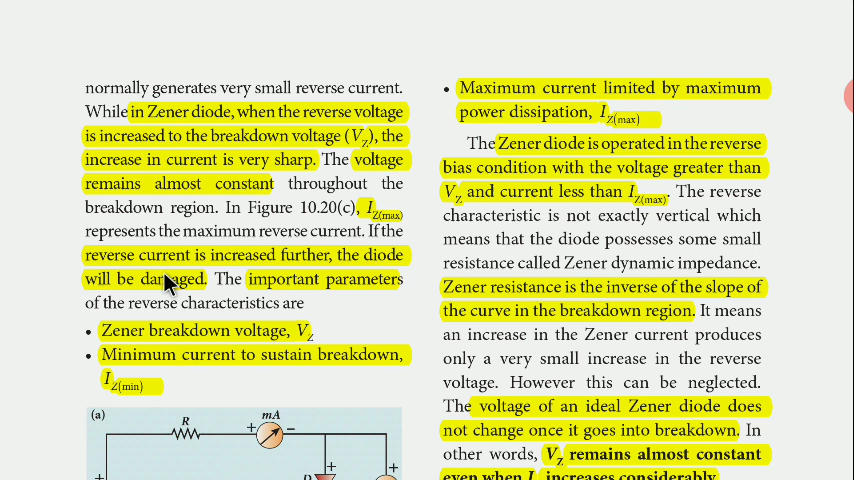 normally generates very small reverse current.
While in Zener diode, when the reverse voltage
is increased to the breakdown voltage (VZ), the
increase in current is very sharp. The voltage
remains almost constant throughout the
breakdown region. In Figure 10.20(c), IZ(max)
represents the maximum reverse current. If the
reverse current is increased further, the diode
will be damaged. The important parameters
of the reverse characteristics are
• Zener breakdown voltage, VZ
• Minimum current to sustain breakdown,
IZ(min)
(a)
R
mA
+
−
+
+
+
D
• Maximum current limited by maximum
power dissipation, IZ(max)
The Zener diode is operated in the reverse
bias condition with the voltage greater than
VZ and current less than IZ(max). The reverse
characteristic is not exactly vertical which
means that the diode possesses some small
resistance called Zener dynamic impedance.
Zener resistance is the inverse of the slope of
the curve in the breakdown region. It means
an increase in the Zener current produces
only a very small increase in the reverse
voltage. However this can be neglected.
The voltage of an ideal Zener diode does
not change once it goes into breakdown. In
other words, VZ remains almost constant
even when I increases considerably.